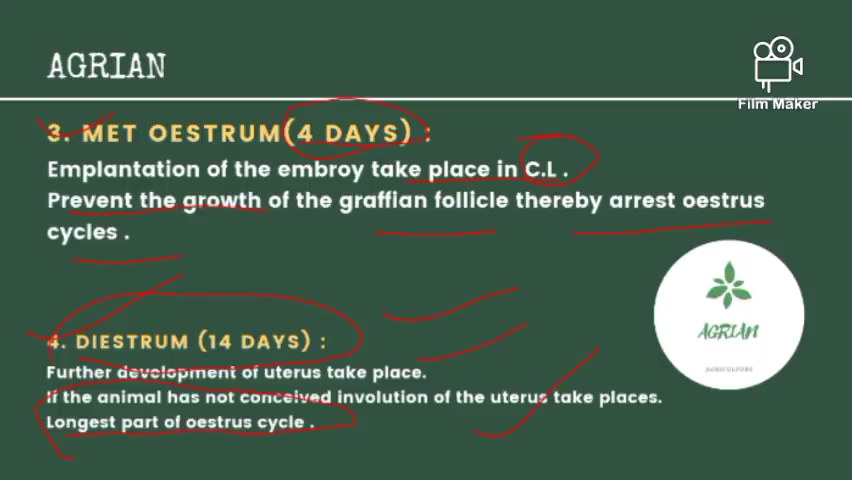 AGRIAN
Film Maker
3. MET OESTRUM(4 DAYS) :
Emplantation of the embroy take place in C.L .
Prevent the growth of the graffian follicle thereby arrest oestrus
cycles .
4. DIESTRUM (14 DAYS) :
Further development of uterus take place.
If the animal has not conceived involution of the uterus take places.
Longest part of oestrus cycle .
AGRIAN
AGRICULTURE